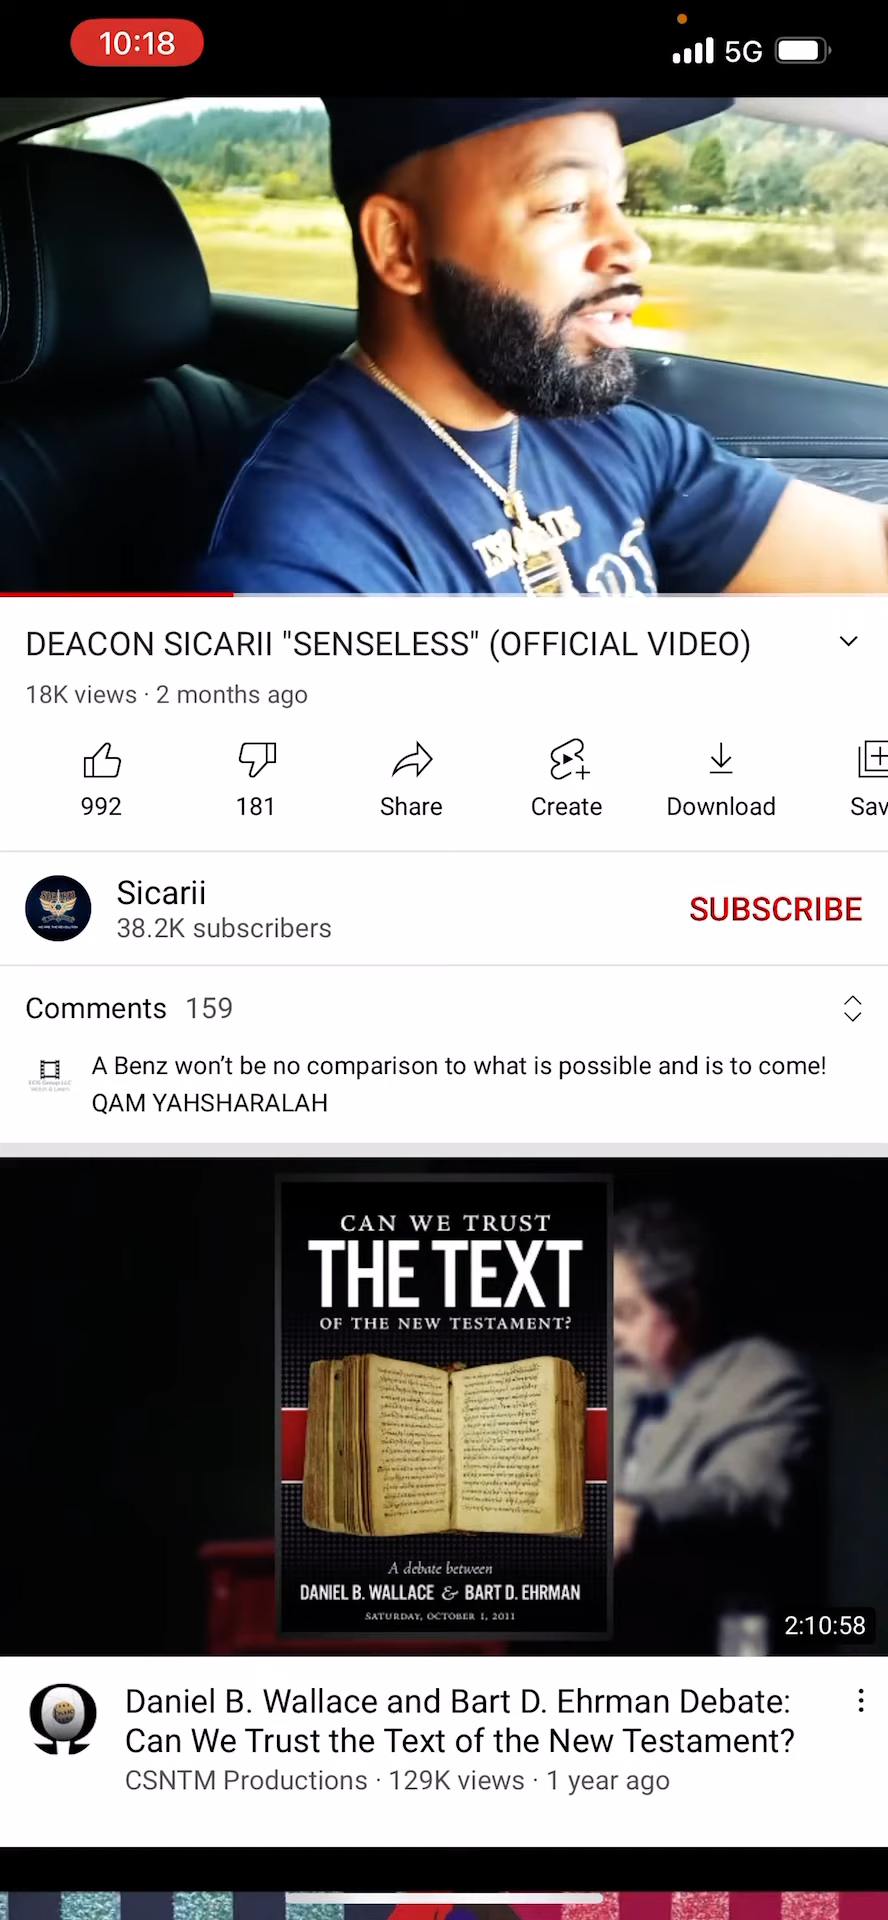 10:18
5G
DEACON SICARII "SENSELESS" (OFFICIAL VIDEO)
18K views · 2 months ago
992
181
Share
Create
Download
Sav
Sicarii
38.2K subscribers
SUBSCRIBE
Comments 159
A Benz won’t be no comparison to what is possible and is to come!
QAM YAHSHARALAH
CAN WE TRUST
THE TEXT
OF THE NEW TESTAMENT?
A debate between
DANIEL B. WALLACE & BART D. EHRMAN
SATURDAY, OCTOBER 1, 2011
2:10:58
Daniel B. Wallace and Bart D. Ehrman Debate:
Can We Trust the Text of the New Testament?
CSNTM Productions · 129K views · 1 year ago